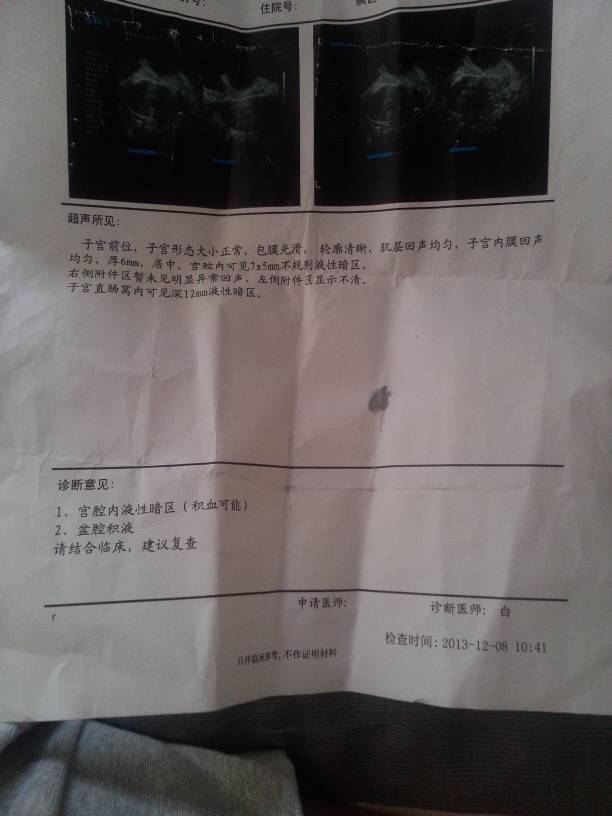 住院号:
超声所见:
子宫前位, 子宫形态大小正常, 包膜光滑, 轮廓清晰, 肌层回声均匀, 子宫内膜回声
均匀, 厚6mm, 居中。宫腔内可见7x5mm不规则液性暗区。
右侧附件区暂未见明显异常回声, 左侧附件区显示不清。
子宫直肠窝内可见深12mm液性暗区。
诊断意见:
1、宫腔内液性暗区 (积血可能)
2、盆腔积液
请结合临床, 建议复查
申请医师: 诊断医师: 白
r
检查时间: 2013-12-08 10:41
只作临床参考, 不作证明材料